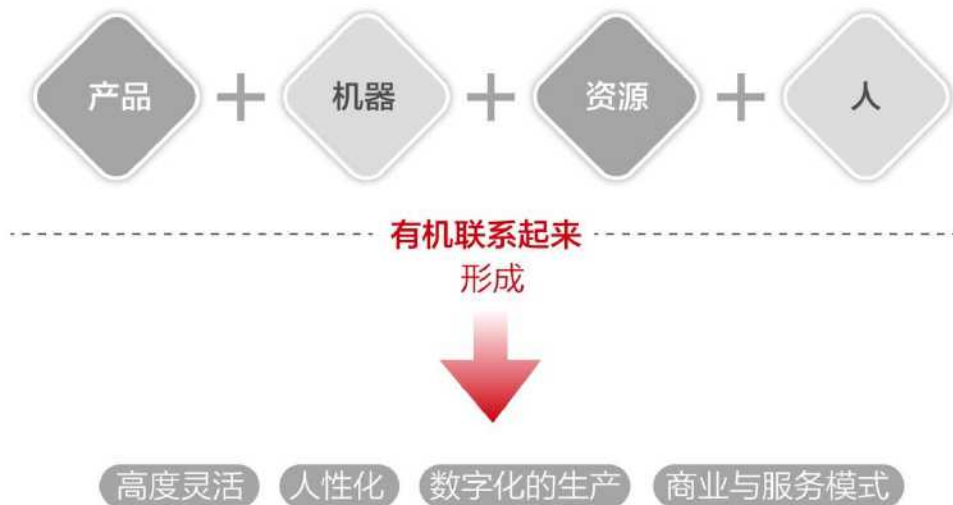 产品 + 机器 + 资源 + 人
有机联系起来
形成
高度灵活 人性化 数字化的生产 商业与服务模式